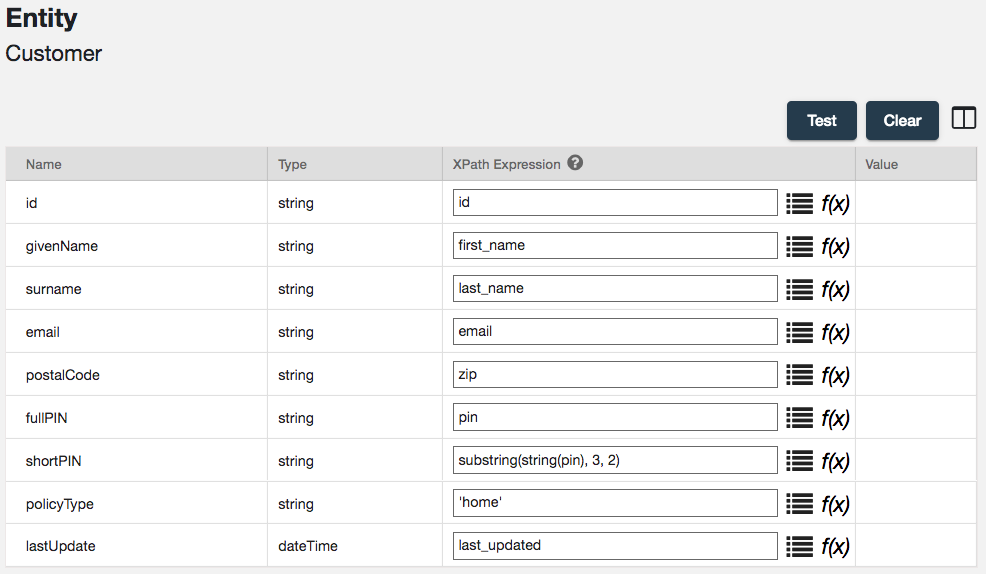 Entity
Customer
Test Clear
Name Type XPath Expression ? Value
id string id f(x)
givenName string first_name f(x)
surname string last_name f(x)
email string email f(x)
postalCode string zip f(x)
fullPIN string pin f(x)
shortPIN string substring(string(pin), 3, 2) f(x)
policyType string 'home' f(x)
lastUpdate dateTime last_updated f(x)